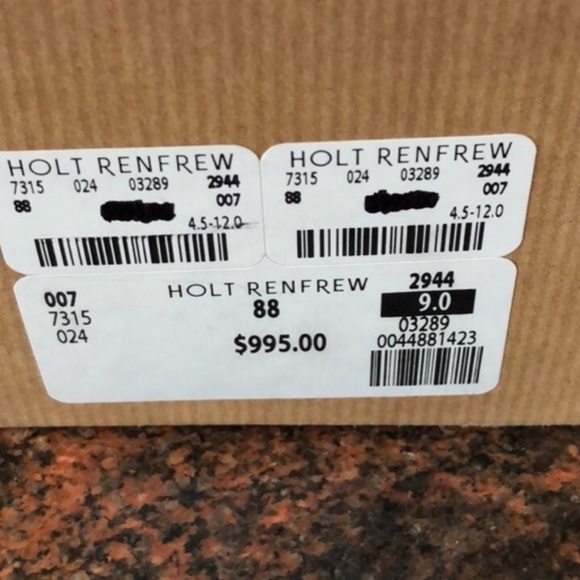 HOLT RENFREW
7315 024 03289 2944
88 007
4.5-12.0
HOLT RENFREW
7315 024 03289 2944
88 007
4.5-12.0
007 HOLT RENFREW 2944
7315 88 9.0
024 $995.00 03289
0044881423